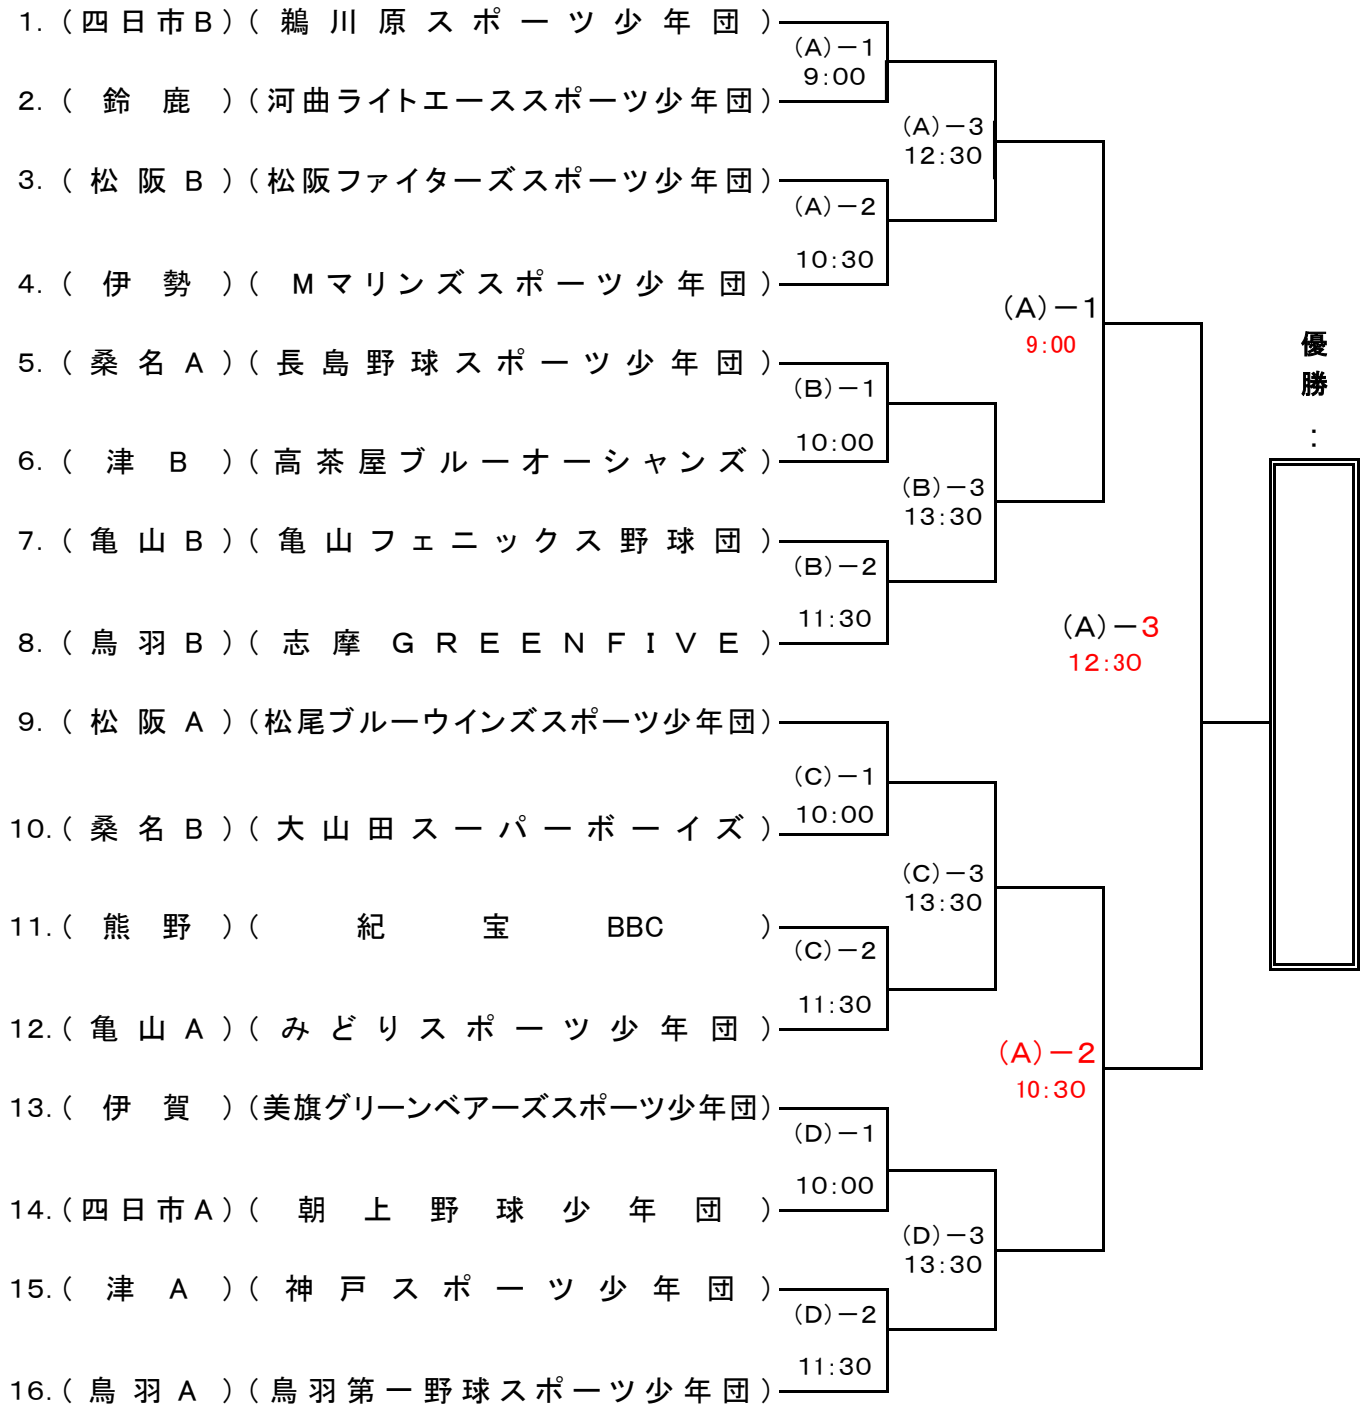 1. (四日市B) (鵜川原スポーツ少年団)
(A)－1
9:00
2. (鈴鹿) (河曲ライトエーススポーツ少年団)
(A)－3
12:30
3. (松阪B) (松阪ファイターズスポーツ少年団)
(A)－2
10:30
4. (伊勢) (Mマリンズスポーツ少年団)
(A)－1
9:00
5. (桑名A) (長島野球スポーツ少年団)
(B)－1
10:00
6. (津B) (高茶屋ブルーオーシャンズ)
(B)－3
13:30
7. (亀山B) (亀山フェニックス野球団)
(B)－2
11:30
8. (鳥羽B) (志摩GREENFIVE)
(A)－3
12:30
優
勝
:
9. (松阪A) (松尾ブルーウインズスポーツ少年団)
(C)－1
10:00
10. (桑名B) (大山田スーパーボーイズ)
(C)－3
13:30
11. (熊野) (紀宝BBC)
(C)－2
11:30
12. (亀山A) (みどりスポーツ少年団)
(A)－2
10:30
13. (伊賀) (美旗グリーンベアーズスポーツ少年団)
(D)－1
10:00
14. (四日市A) (朝上野球少年団)
(D)－3
13:30
15. (津A) (神戸スポーツ少年団)
(D)－2
11:30
16. (鳥羽A) (鳥羽第一野球スポーツ少年団)